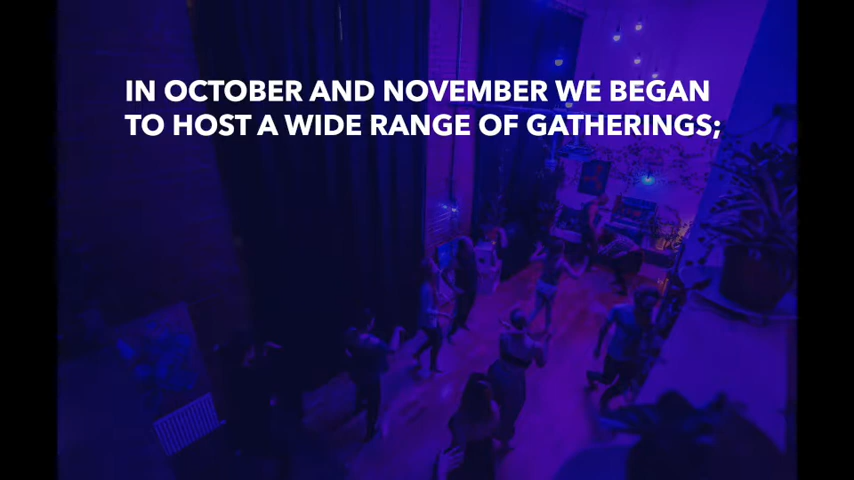 IN OCTOBER AND NOVEMBER WE BEGAN
TO HOST A WIDE RANGE OF GATHERINGS;